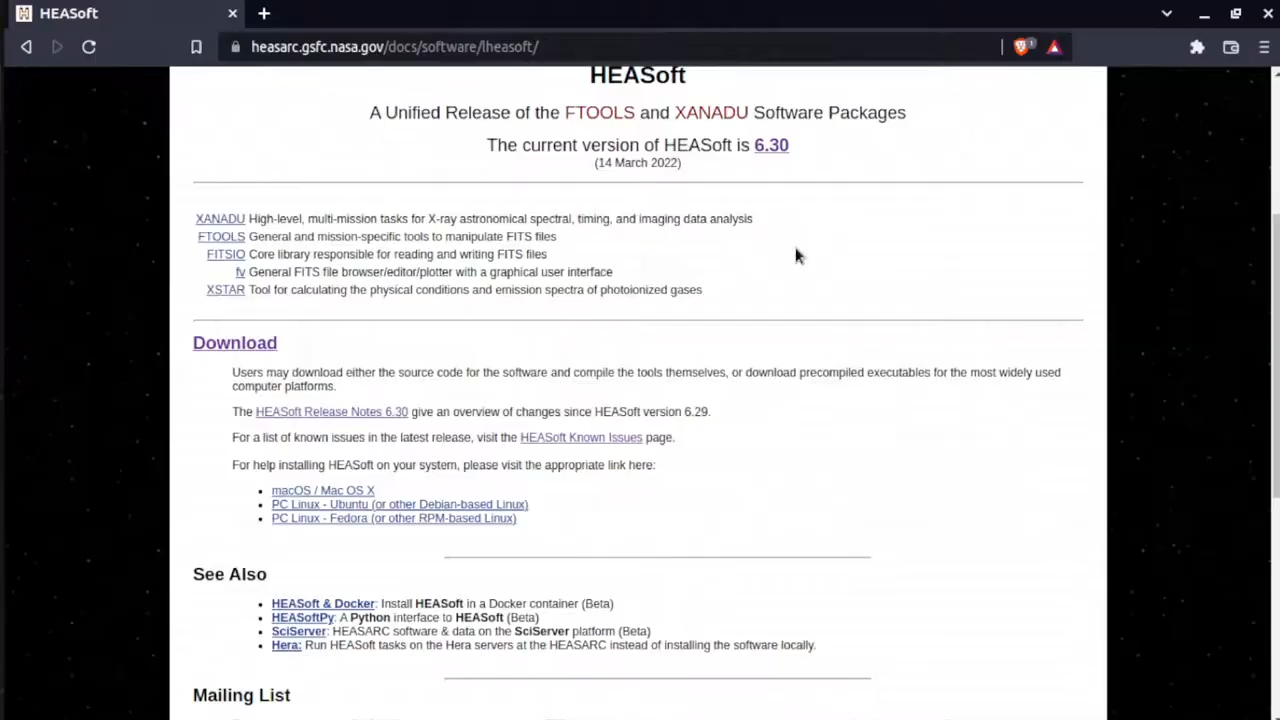 HEASoft
heasarc.gsfc.nasa.gov/docs/software/lheasoft/
1
HEASoft
A Unified Release of the FTOOLS and XANADU Software Packages
The current version of HEASoft is 6.30
(14 March 2022)
XANADU High-level, multi-mission tasks for X-ray astronomical spectral, timing, and imaging data analysis
FTOOLS General and mission-specific tools to manipulate FITS files
FITSIO Core library responsible for reading and writing FITS files
fv General FITS file browser/editor/plotter with a graphical user interface
XSTAR Tool for calculating the physical conditions and emission spectra of photoionized gases
Download
Users may download either the source code for the software and compile the tools themselves, or download precompiled executables for the most widely used
computer platforms.
The HEASoft Release Notes 6.30 give an overview of changes since HEASoft version 6.29.
For a list of known issues in the latest release, visit the HEASoft Known Issues page.
For help installing HEASoft on your system, please visit the appropriate link here:
• macOS / Mac OS X
• PC Linux - Ubuntu (or other Debian-based Linux)
• PC Linux - Fedora (or other RPM-based Linux)
See Also
• HEASoft & Docker: Install HEASoft in a Docker container (Beta)
• HEASoftPy: A Python interface to HEASoft (Beta)
• SciServer: HEASARC software & data on the SciServer platform (Beta)
• Hera: Run HEASoft tasks on the Hera servers at the HEASARC instead of installing the software locally.
Mailing List